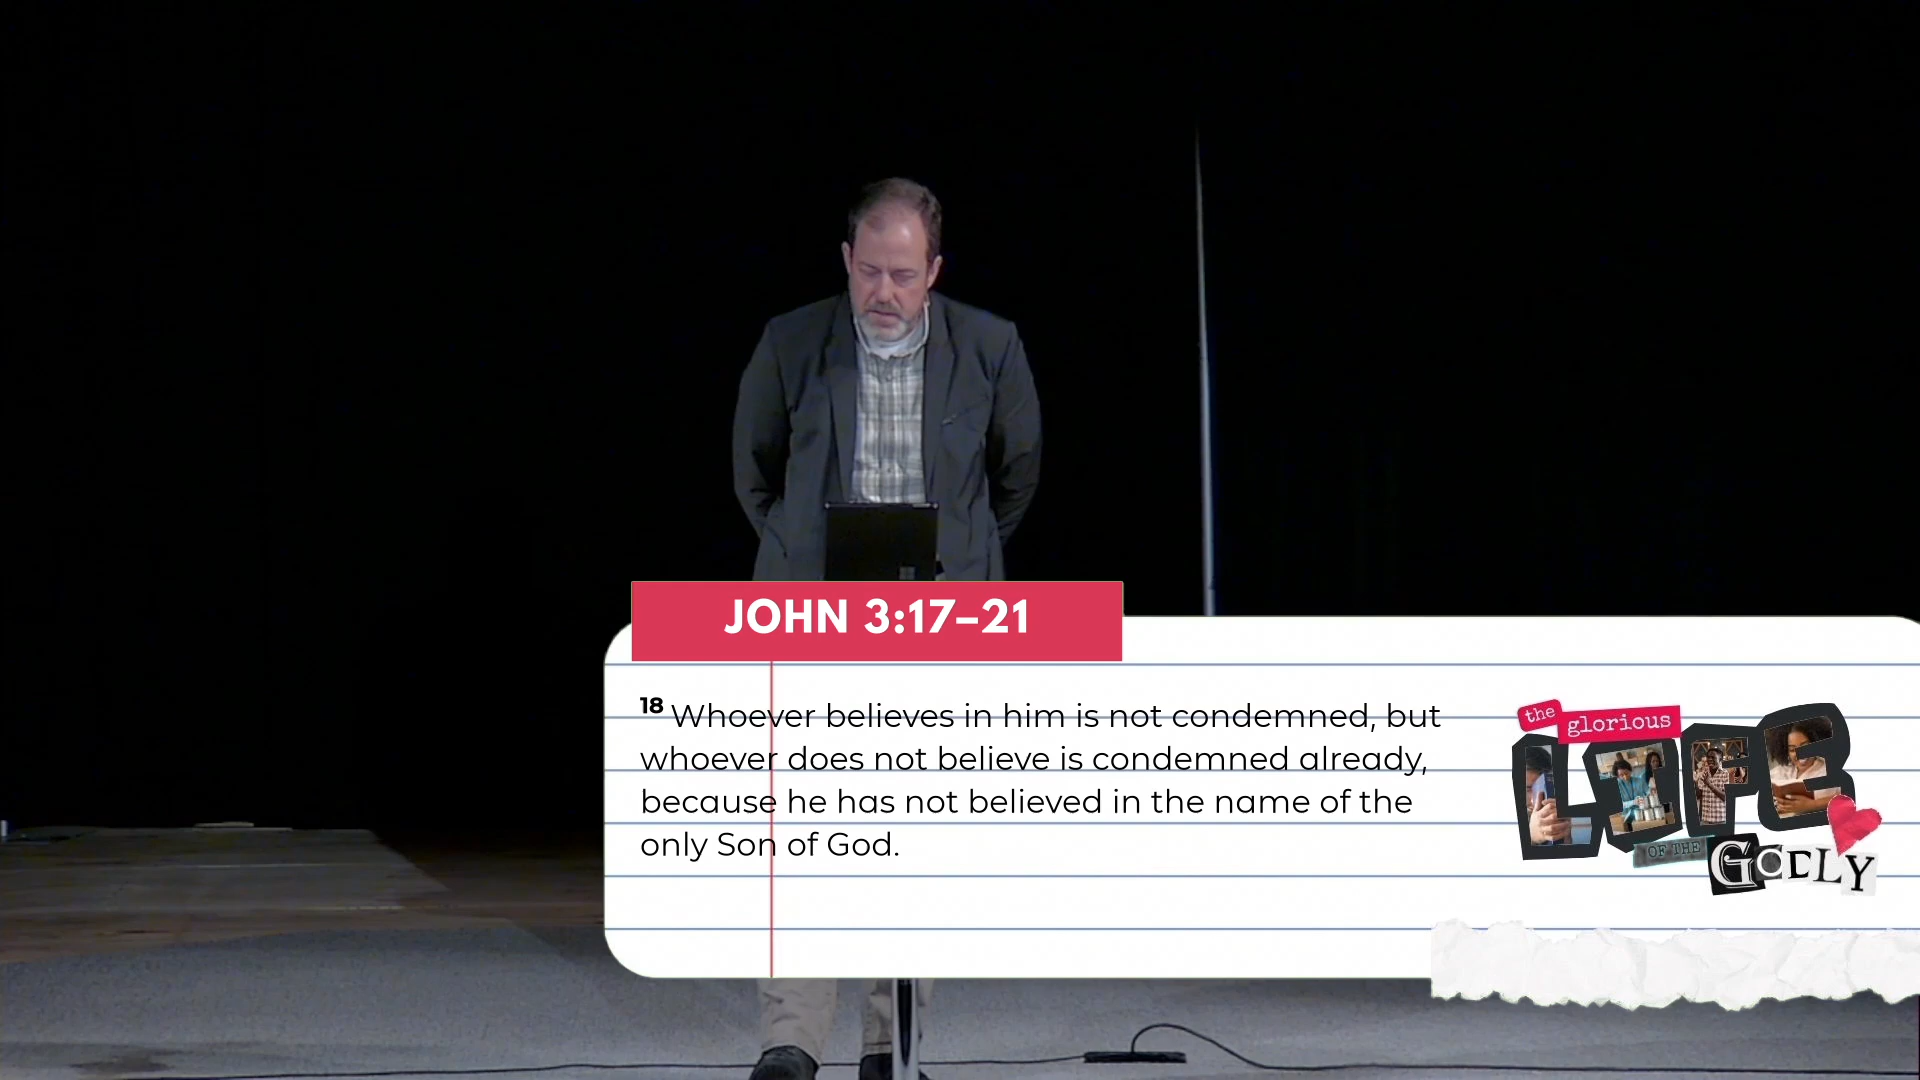 JOHN 3:17–21
18 Whoever believes in him is not condemned, but
whoever does not believe is condemned already,
because he has not believed in the name of the
only Son of God.
the glorious
LIFE
OF THE
GODLY